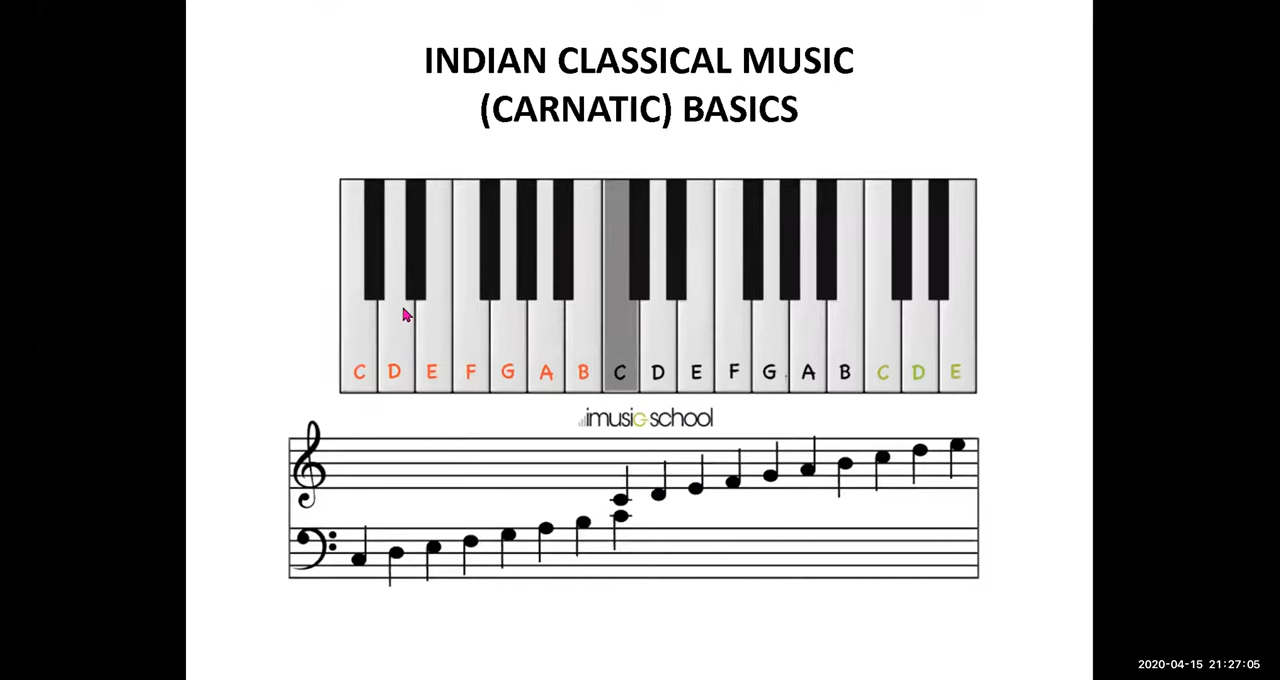 INDIAN CLASSICAL MUSIC
(CARNATIC) BASICS
C D E F G A B C D E F G A B C D E
imusic school
2020-04-15 21:27:05